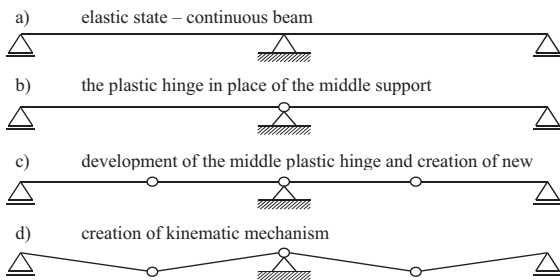 a) elastic state – continuous beam
b) the plastic hinge in place of the middle support
c) development of the middle plastic hinge and creation of new
d) creation of kinematic mechanism